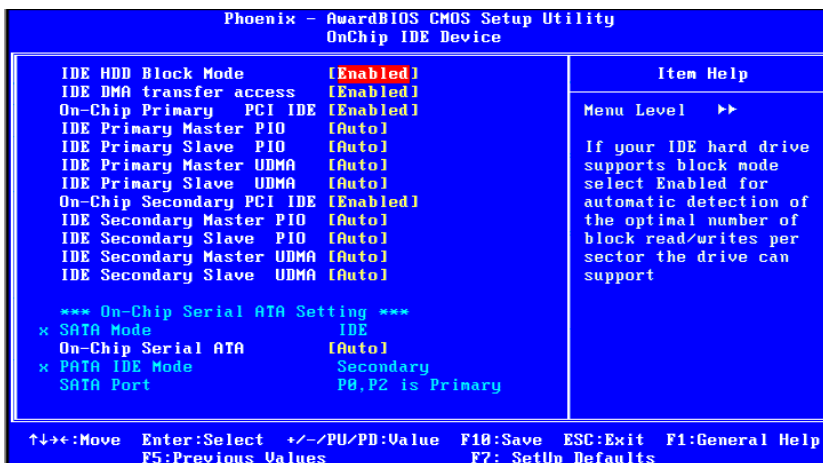 Phoenix - AwardBIOS CMOS Setup Utility
OnChip IDE Device
IDE HDD Block Mode [Enabled]
IDE DMA transfer access [Enabled]
On-Chip Primary PCI IDE [Enabled]
IDE Primary Master PIO [Auto]
IDE Primary Slave PIO [Auto]
IDE Primary Master UDMA [Auto]
IDE Primary Slave UDMA [Auto]
On-Chip Secondary PCI IDE [Enabled]
IDE Secondary Master PIO [Auto]
IDE Secondary Slave PIO [Auto]
IDE Secondary Master UDMA [Auto]
IDE Secondary Slave UDMA [Auto]
*** On-Chip Serial ATA Setting ***
x SATA Mode IDE
On-Chip Serial ATA [Auto]
x PATA IDE Mode Secondary
SATA Port P0,P2 is Primary
Item Help
Menu Level ►►
If your IDE hard drive
supports block mode
select Enabled for
automatic detection of
the optimal number of
block read/writes per
sector the drive can
support
↑↓→←:Move Enter:Select +/-/PU/PD:Value F10:Save ESC:Exit F1:General Help
F5:Previous Values F7: SetUp Defaults